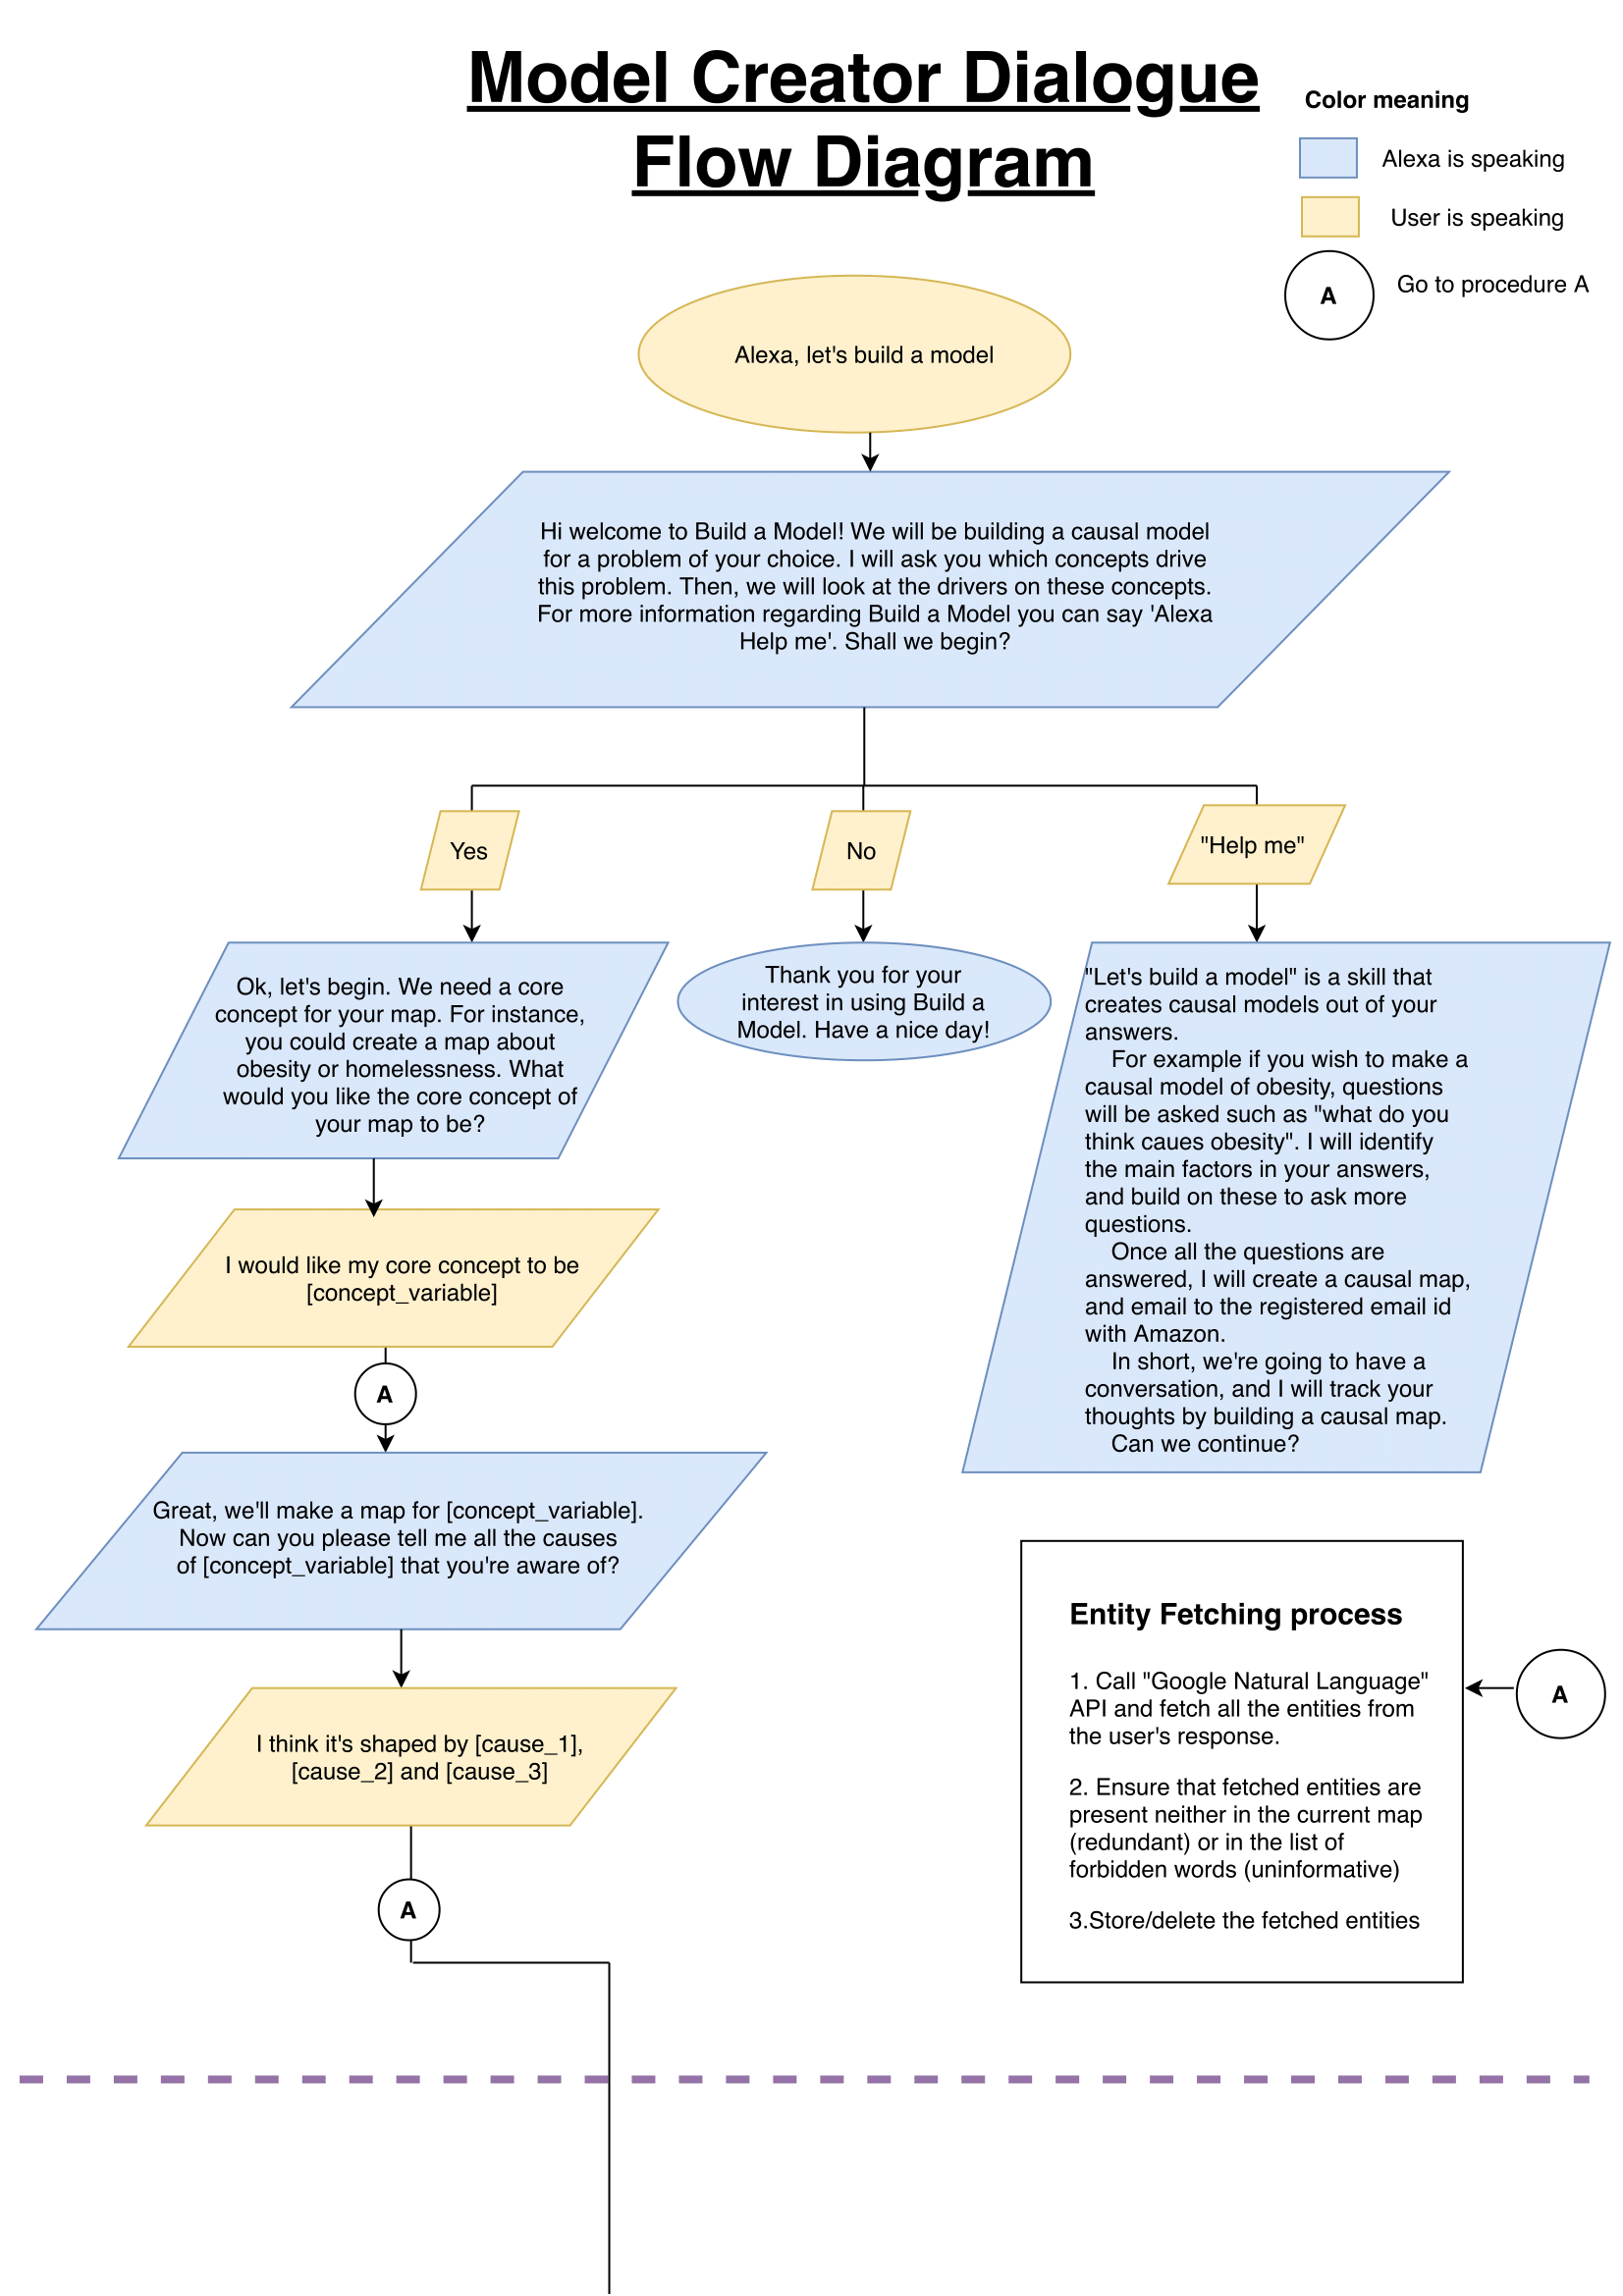 Model Creator Dialogue
Flow Diagram
Color meaning
Alexa is speaking
User is speaking
A
Go to procedure A
Alexa, let's build a model
Hi welcome to Build a Model! We will be building a causal model
for a problem of your choice. I will ask you which concepts drive
this problem. Then, we will look at the drivers on these concepts.
For more information regarding Build a Model you can say 'Alexa
Help me'. Shall we begin?
Yes
No
"Help me"
Ok, let's begin. We need a core
concept for your map. For instance,
you could create a map about
obesity or homelessness. What
would you like the core concept of
your map to be?
Thank you for your
interest in using Build a
Model. Have a nice day!
"Let's build a model" is a skill that
creates causal models out of your
answers.
For example if you wish to make a
causal model of obesity, questions
will be asked such as "what do you
think caues obesity". I will identify
the main factors in your answers,
and build on these to ask more
questions.
Once all the questions are
answered, I will create a causal map,
and email to the registered email id
with Amazon.
In short, we're going to have a
conversation, and I will track your
thoughts by building a causal map.
Can we continue?
I would like my core concept to be
[concept_variable]
A
Great, we'll make a map for [concept_variable].
Now can you please tell me all the causes
of [concept_variable] that you're aware of?
I think it's shaped by [cause_1],
[cause_2] and [cause_3]
A
Entity Fetching process
1. Call "Google Natural Language"
API and fetch all the entities from
the user's response.
2. Ensure that fetched entities are
present neither in the current map
(redundant) or in the list of
forbidden words (uninformative)
3.Store/delete the fetched entities
A